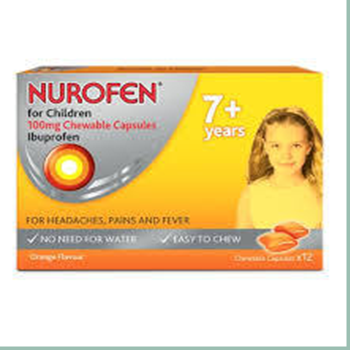 NUROFEN®
for Children
100mg Chewable Capsules
Ibuprofen
7+
years
FOR HEADACHES, PAINS AND FEVER
✓ NO NEED FOR WATER ✓ EASY TO CHEW
Orange Flavour
Chewable Capsules x12